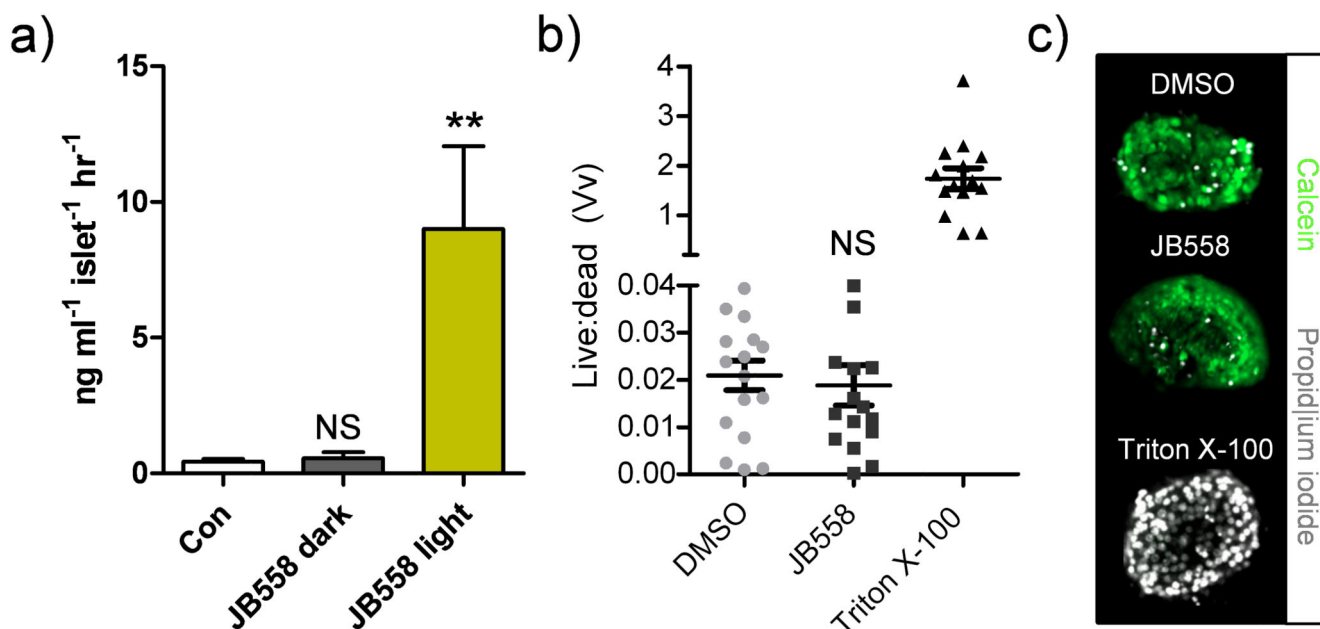 a)
15
10
5
0
ng ml⁻¹ islet⁻¹ hr⁻¹
NS
**
Con
JB558 dark
JB558 light
b)
4
3
2
1
0.04
0.03
0.02
0.01
0.00
Live:dead (Vv)
NS
DMSO
JB558
Triton X-100
c)
DMSO
JB558
Triton X-100
Calcein
Propid|ium iodide